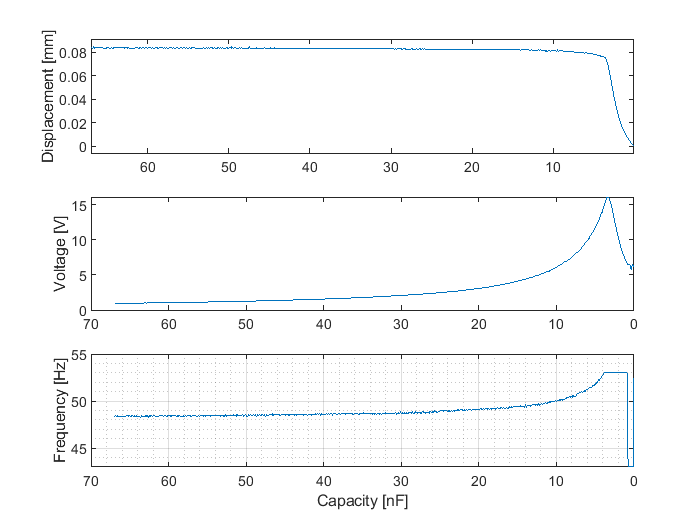 Displacement [mm]
0.08
0.06
0.04
0.02
0
60 50 40 30 20 10
Voltage [V]
15
10
5
0
70 60 50 40 30 20 10 0
Frequency [Hz]
55
50
45
70 60 50 40 30 20 10 0
Capacity [nF]